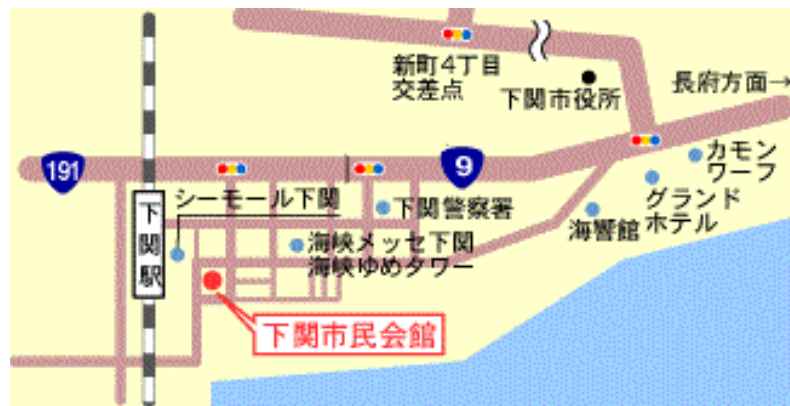 新町4丁目
交差点
下関市役所
長府方面→
191
9
カモン
ワーフ
シーモール下関
下関警察署
グランド
ホテル
海響館
下関駅
海峡メッセ下関
海峡ゆめタワー
下関市民会館